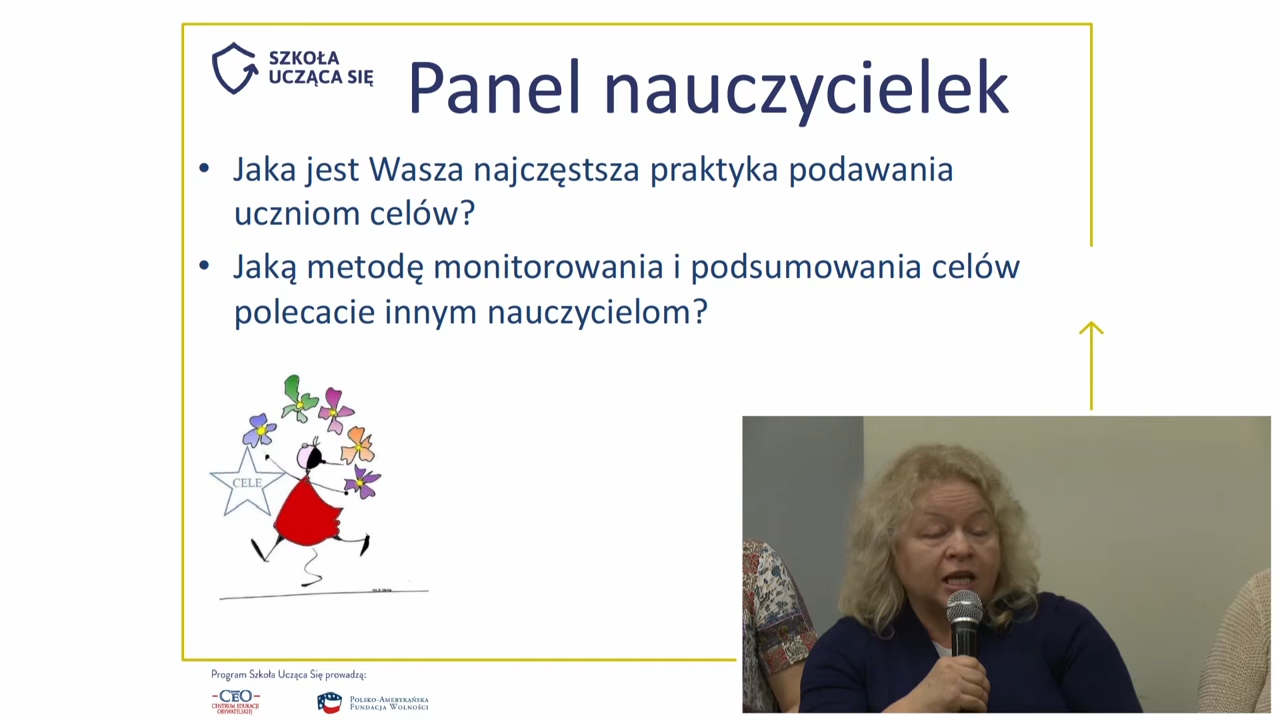 SZKOŁA
UCZĄCA SIĘ
Panel nauczycielek
• Jaka jest Wasza najczęstsza praktyka podawania
uczniom celów?
• Jaką metodę monitorowania i podsumowania celów
polecacie innym nauczycielom?
CELE
Program Szkoła Ucząca Się prowadzą:
CEO
CENTRUM EDUKACJI
OBYWATELSKIEJ
POLSKO-AMERYKAŃSKA
FUNDACJA WOLNOŚCI